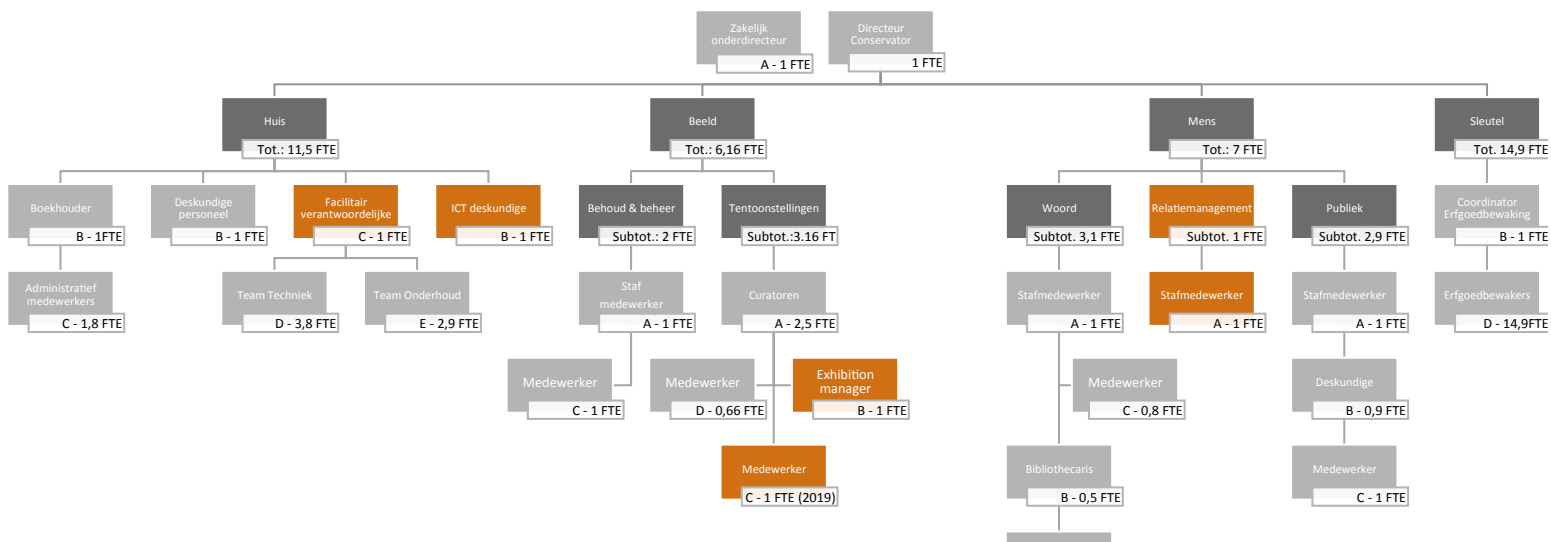 Zakelijk
onderdirecteur
A - 1 FTE
Directeur
Conservator
1 FTE
Huis
Tot.: 11,5 FTE
Beeld
Tot.: 6,16 FTE
Mens
Tot.: 7 FTE
Sleutel
Tot. 14,9 FTE
Boekhouder
B - 1FTE
Deskundige
personeel
B - 1 FTE
Facilitair
verantwoordelijke
C - 1 FTE
ICT deskundige
B - 1 FTE
Behoud & beheer
Subtot.: 2 FTE
Tentoonstellingen
Subtot.:3.16 FT
Woord
Subtot. 3,1 FTE
Relatiemanagement
Subtot. 1 FTE
Publiek
Subtot. 2,9 FTE
Coordinator
Erfgoedbewaking
B - 1 FTE
Administratief
medewerkers
C - 1,8 FTE
Team Techniek
D - 3,8 FTE
Team Onderhoud
E - 2,9 FTE
Staf
medewerker
A - 1 FTE
Curatoren
A - 2,5 FTE
Stafmedewerker
A - 1 FTE
Stafmedewerker
A - 1 FTE
Stafmedewerker
A - 1 FTE
Erfgoedbewakers
D - 14,9FTE
Medewerker
C - 1 FTE
Medewerker
D - 0,66 FTE
Exhibition
manager
B - 1 FTE
Medewerker
C - 0,8 FTE
Deskundige
B - 0,9 FTE
Medewerker
C - 1 FTE (2019)
Bibliothecaris
B - 0,5 FTE
Medewerker
C - 1 FTE